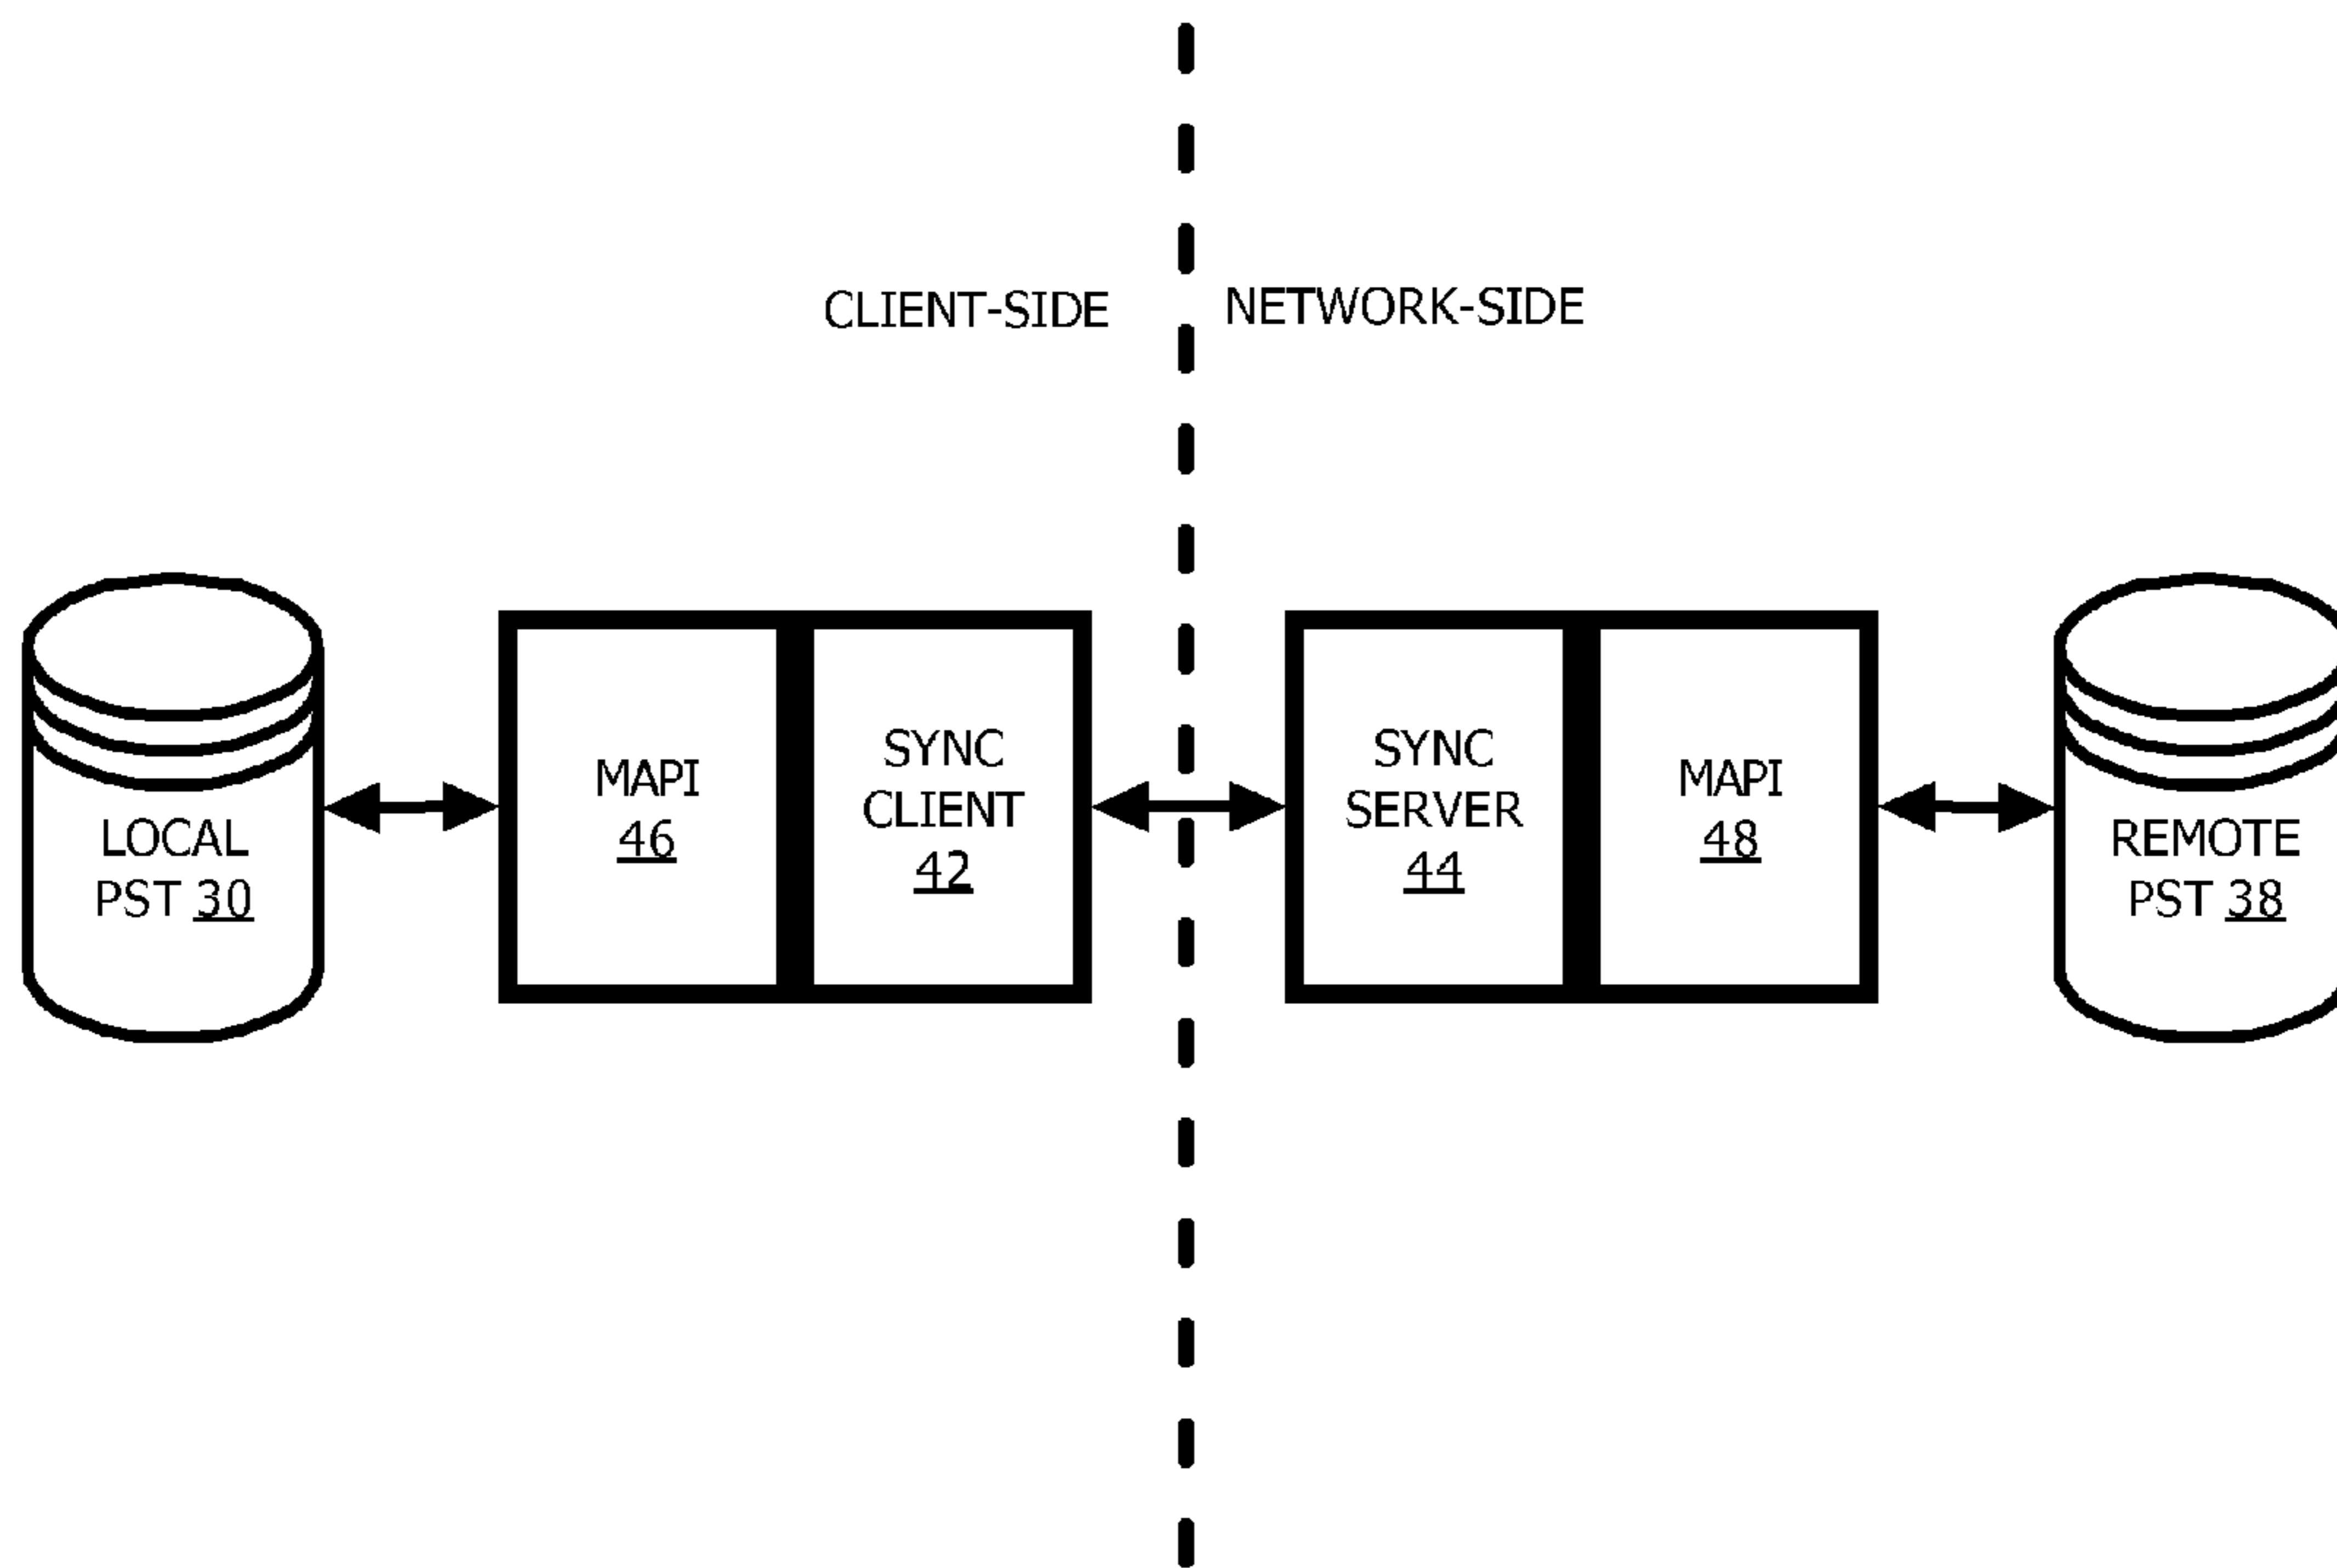 CLIENT-SIDE
NETWORK-SIDE
LOCAL
PST 30
MAPI
46
SYNC
CLIENT
42
SYNC
SERVER
44
MAPI
48
REMOTE
PST 38